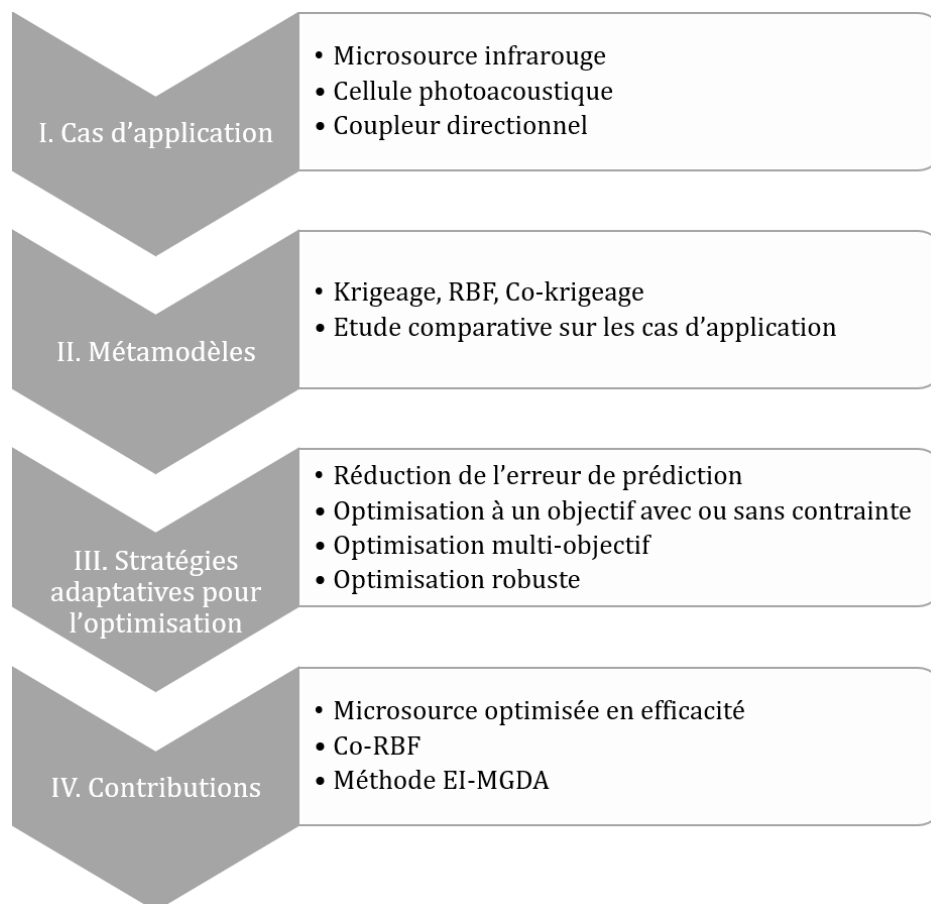 I. Cas d’application
• Microsource infrarouge
• Cellule photoacoustique
• Coupleur directionnel
II. Métamodèles
• Krigeage, RBF, Co-krigeage
• Etude comparative sur les cas d’application
III. Stratégies
adaptatives pour
l’optimisation
• Réduction de l’erreur de prédiction
• Optimisation à un objectif avec ou sans contrainte
• Optimisation multi-objectif
• Optimisation robuste
IV. Contributions
• Microsource optimisée en efficacité
• Co-RBF
• Méthode EI-MGDA